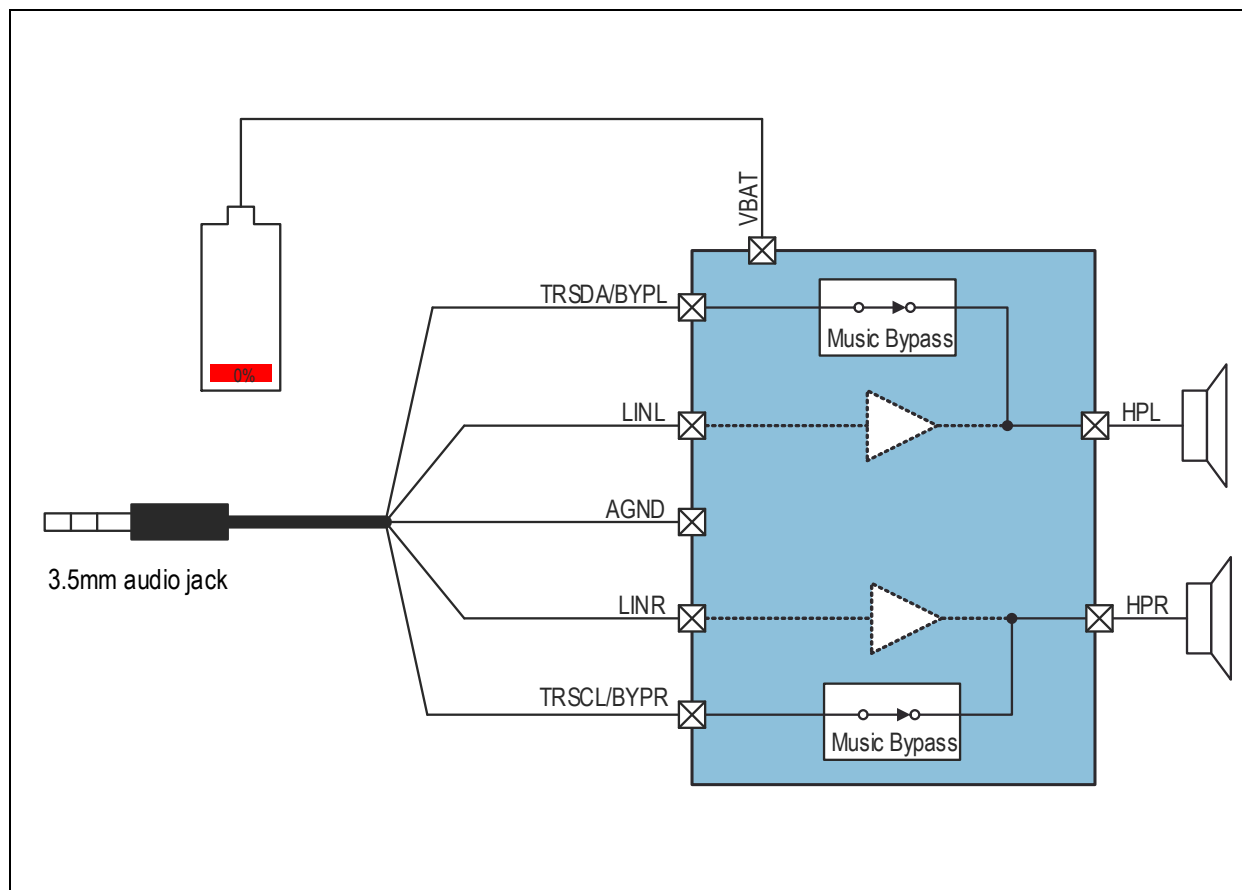 VBAT
TRSDA/BYPL
Music Bypass
0%
LINL
HPL
AGND
3.5mm audio jack
LINR
HPR
TRSCL/BYPR
Music Bypass